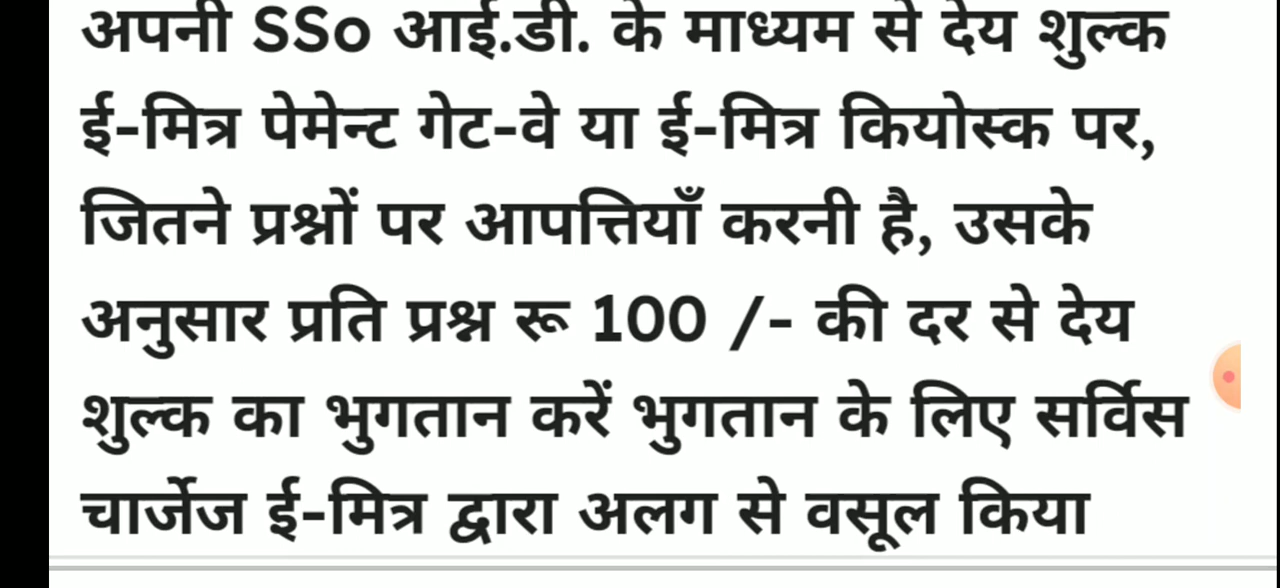 अपनी SSo आई.डी. के माध्यम से देय शुल्क
ई-मित्र पेमेन्ट गेट-वे या ई-मित्र कियोस्क पर,
जितने प्रश्नों पर आपत्तियाँ करनी है, उसके
अनुसार प्रति प्रश्न रू 100 /- की दर से देय
शुल्क का भुगतान करें भुगतान के लिए सर्विस
चार्जेज ई-मित्र द्वारा अलग से वसूल किया